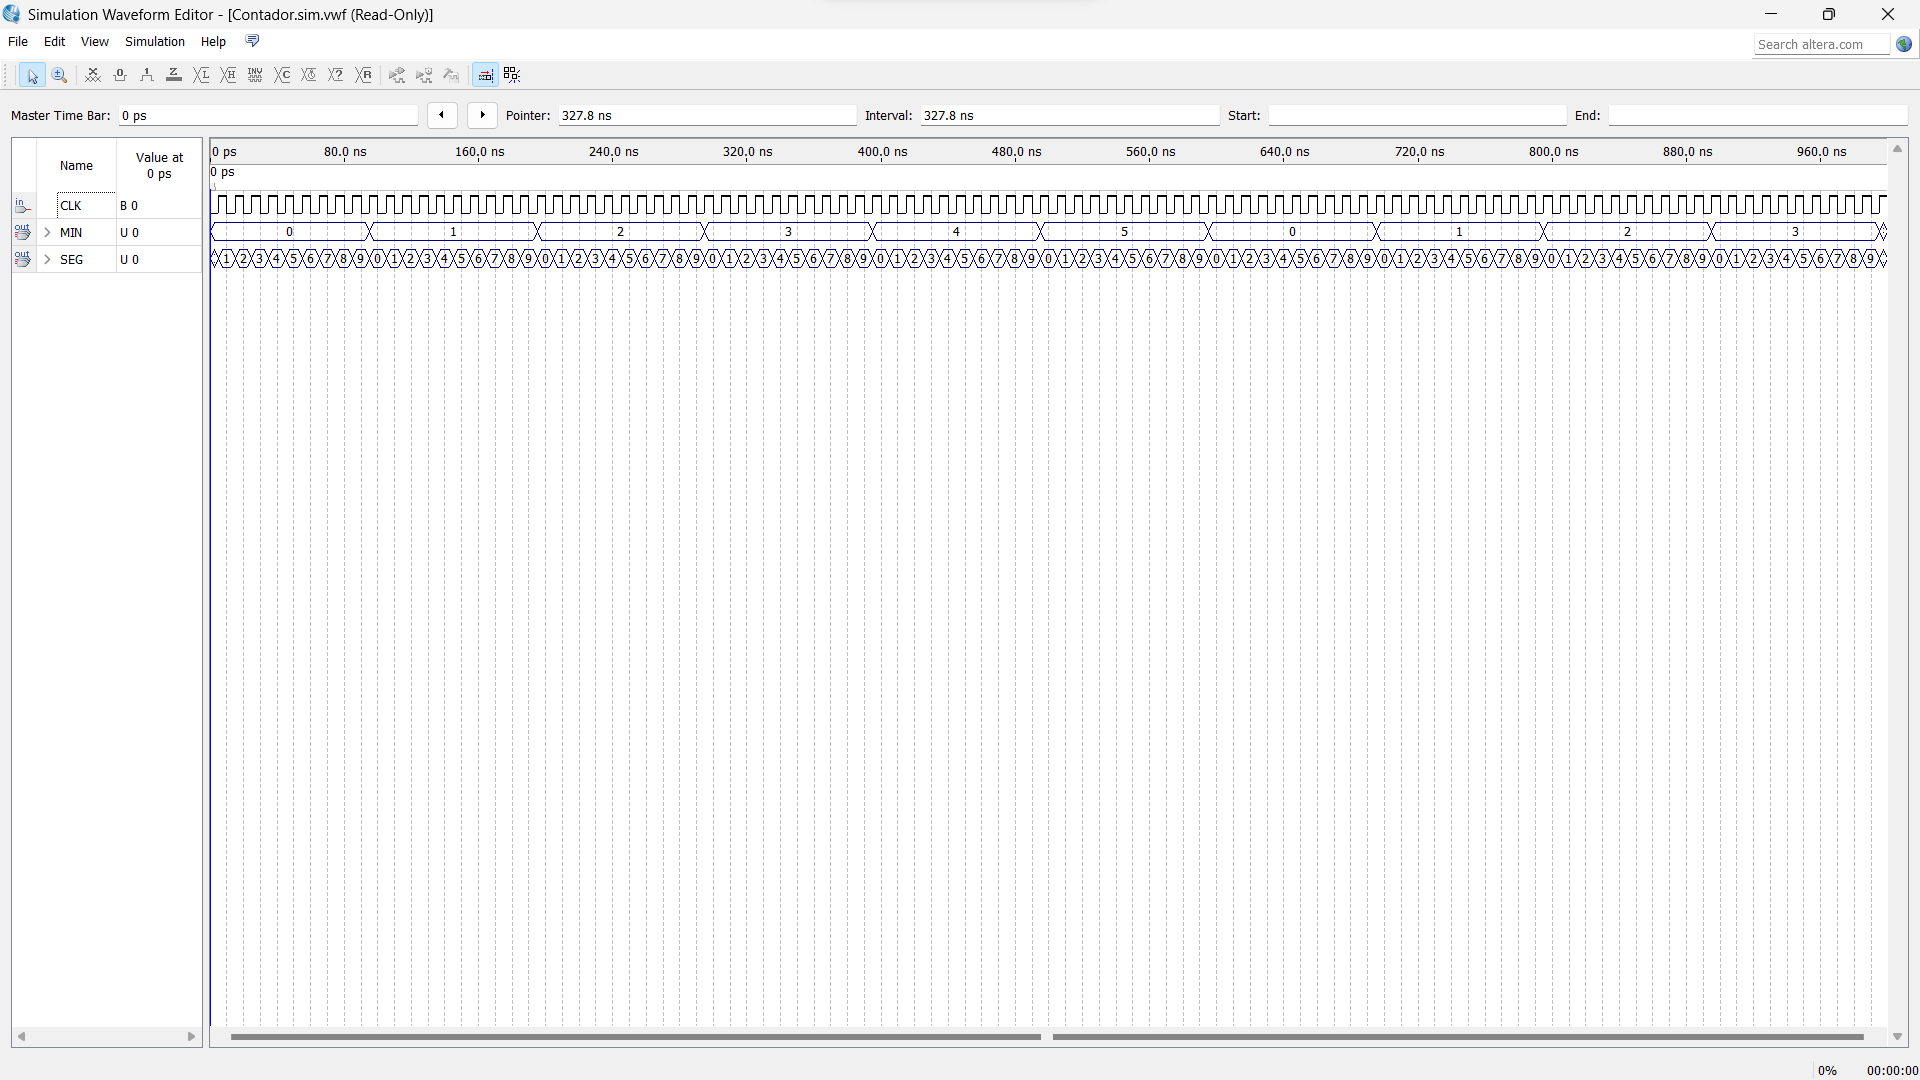 Simulation Waveform Editor - [Contador.sim.vwf (Read-Only)]
File Edit View Simulation Help
Search altera.com
Master Time Bar: 0 ps Pointer: 327.8 ns Interval: 327.8 ns Start: End:
Name Value at 0 ps
0 ps 80.0 ns 160.0 ns 240.0 ns 320.0 ns 400.0 ns 480.0 ns 560.0 ns 640.0 ns 720.0 ns 800.0 ns 880.0 ns 960.0 ns
0 ps
in CLK B 0
out MIN U 0 0 1 2 3 4 5 0 1 2 3
out SEG U 0 1 2 3 4 5 6 7 8 9 0 1 2 3 4 5 6 7 8 9 0 1 2 3 4 5 6 7 8 9 0 1 2 3 4 5 6 7 8 9 0 1 2 3 4 5 6 7 8 9 0 1 2 3 4 5 6 7 8 9 0 1 2 3 4 5 6 7 8 9 0 1 2 3 4 5 6 7 8 9 0 1 2 3 4 5 6 7 8 9 0 1 2 3 4 5 6 7 8 9
0% 00:00:00